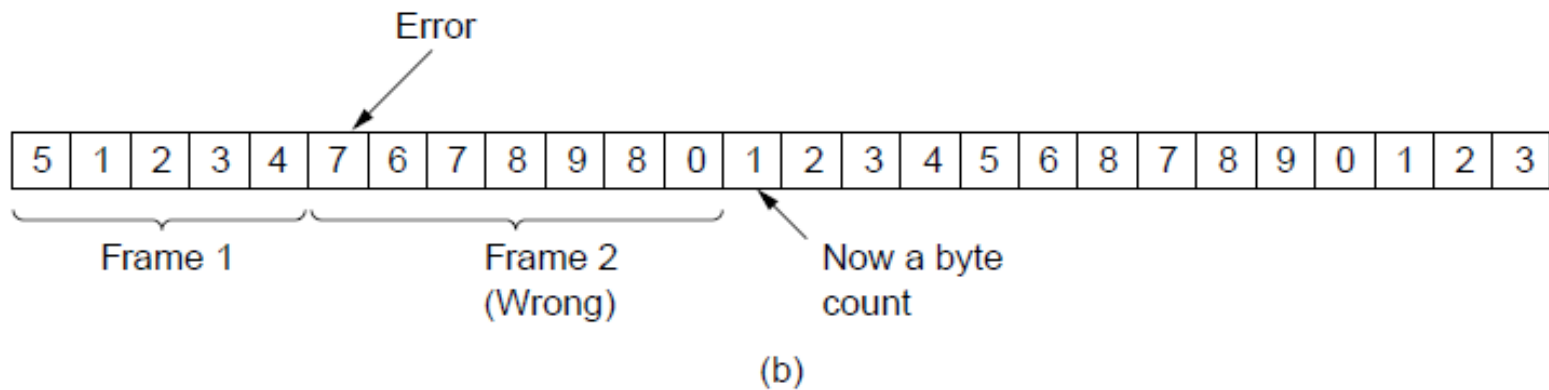 Error
5 1 2 3 4 7 6 7 8 9 8 0 1 2 3 4 5 6 8 7 8 9 0 1 2 3
Frame 1 Frame 2 Now a byte
(Wrong) count
(b)